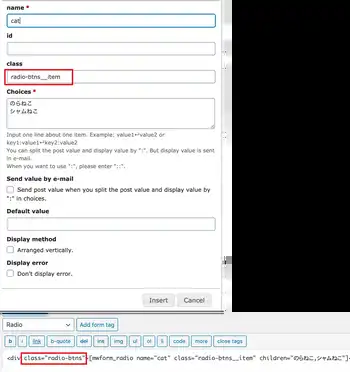 name *
cat
id
class
radio-btns__item
Choices *
のらねこ
シャムねこ
Input one line about one item. Example: value1↵value2 or
key1:value1↵key2:value2
You can split the post value and display value by ":". But display value is sent
in e-mail.
When you want to use ":", please enter "::".
Send value by e-mail
Send post value when you split the post value and display value by
":" in choices.
Default value
Display method
Arranged vertically.
Display error
Don't display error.
Insert Cancel
Radio Add form tag
b i link b-quote del ins img ul ol li code more close tags
<div class="radio-btns">[mwform_radio name="cat" class="radio-btns__item" children="のらねこ,シャムねこ"]